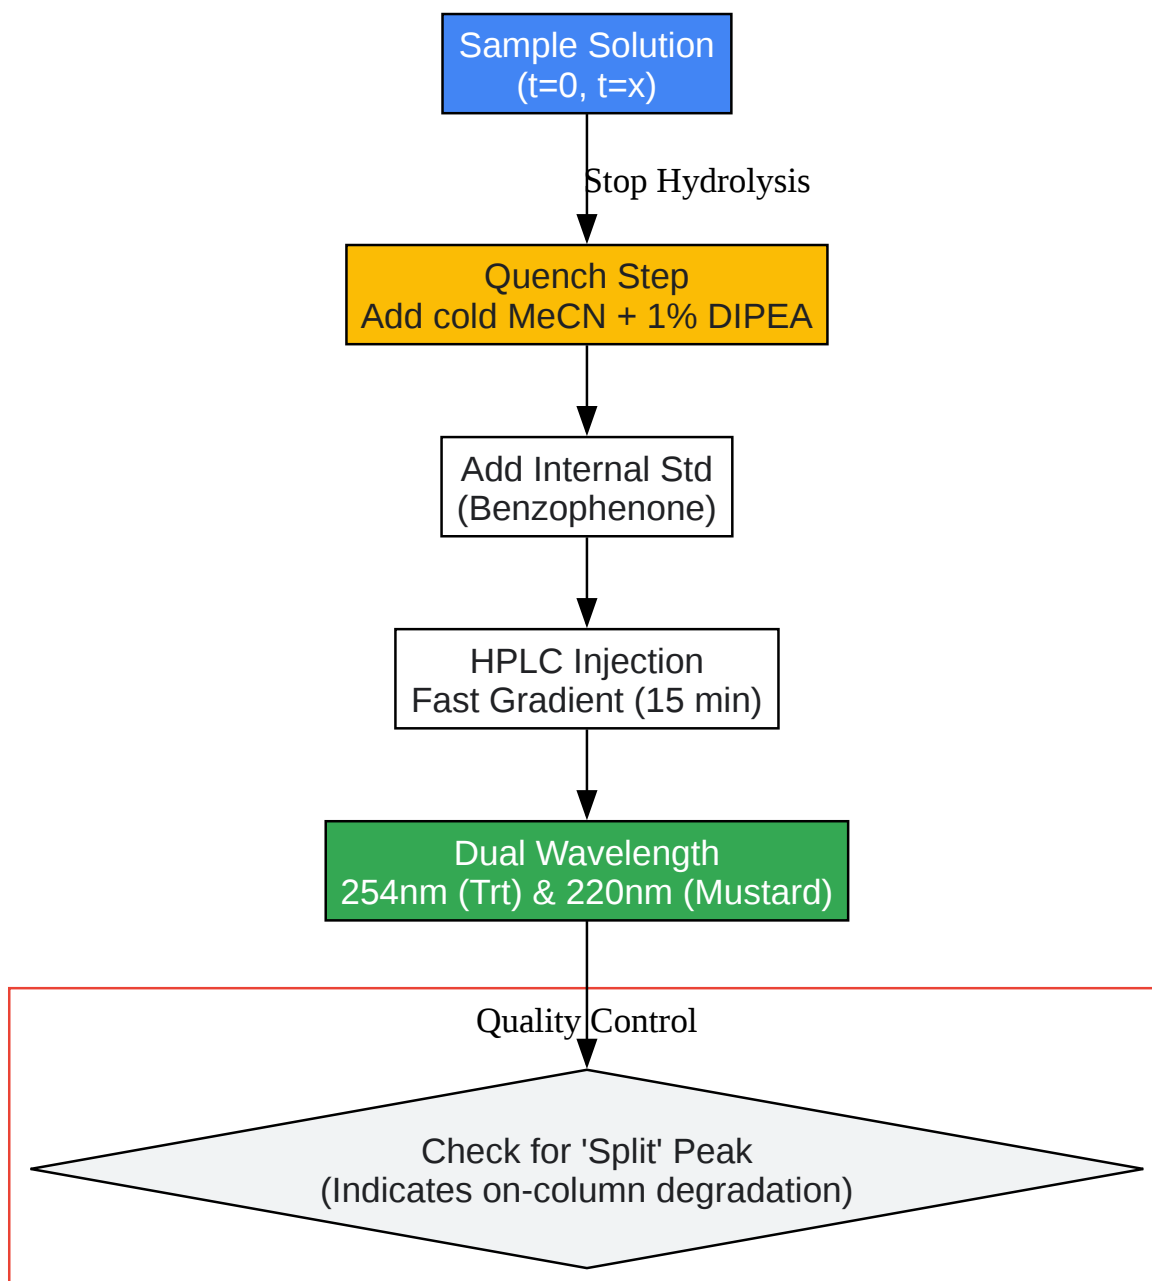 Sample Solution
(t=0, t=x)
Stop Hydrolysis
Quench Step
Add cold MeCN + 1% DIPEA
Add Internal Std
(Benzophenone)
HPLC Injection
Fast Gradient (15 min)
Dual Wavelength
254nm (Trt) & 220nm (Mustard)
Quality Control
Check for 'Split' Peak
(Indicates on-column degradation)